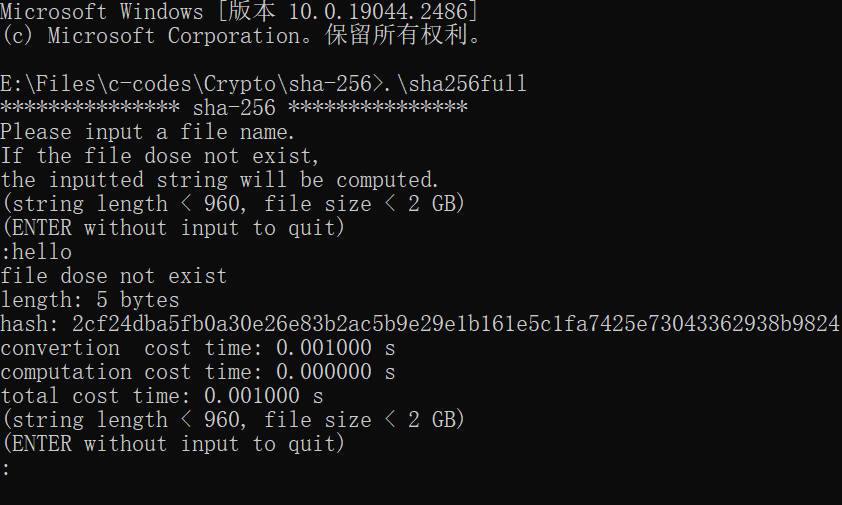 Microsoft Windows [版本 10.0.19044.2486]
(c) Microsoft Corporation。保留所有权利。
E:\Files\c-codes\Crypto\sha-256>.\sha256full
*************** sha-256 ***************
Please input a file name.
If the file dose not exist,
the inputted string will be computed.
(string length < 960, file size < 2 GB)
(ENTER without input to quit)
:hello
file dose not exist
length: 5 bytes
hash: 2cf24dba5fb0a30e26e83b2ac5b9e29e1b161e5c1fa7425e73043362938b9824
convertion  cost time: 0.001000 s
computation cost time: 0.000000 s
total cost time: 0.001000 s
(string length < 960, file size < 2 GB)
(ENTER without input to quit)
: